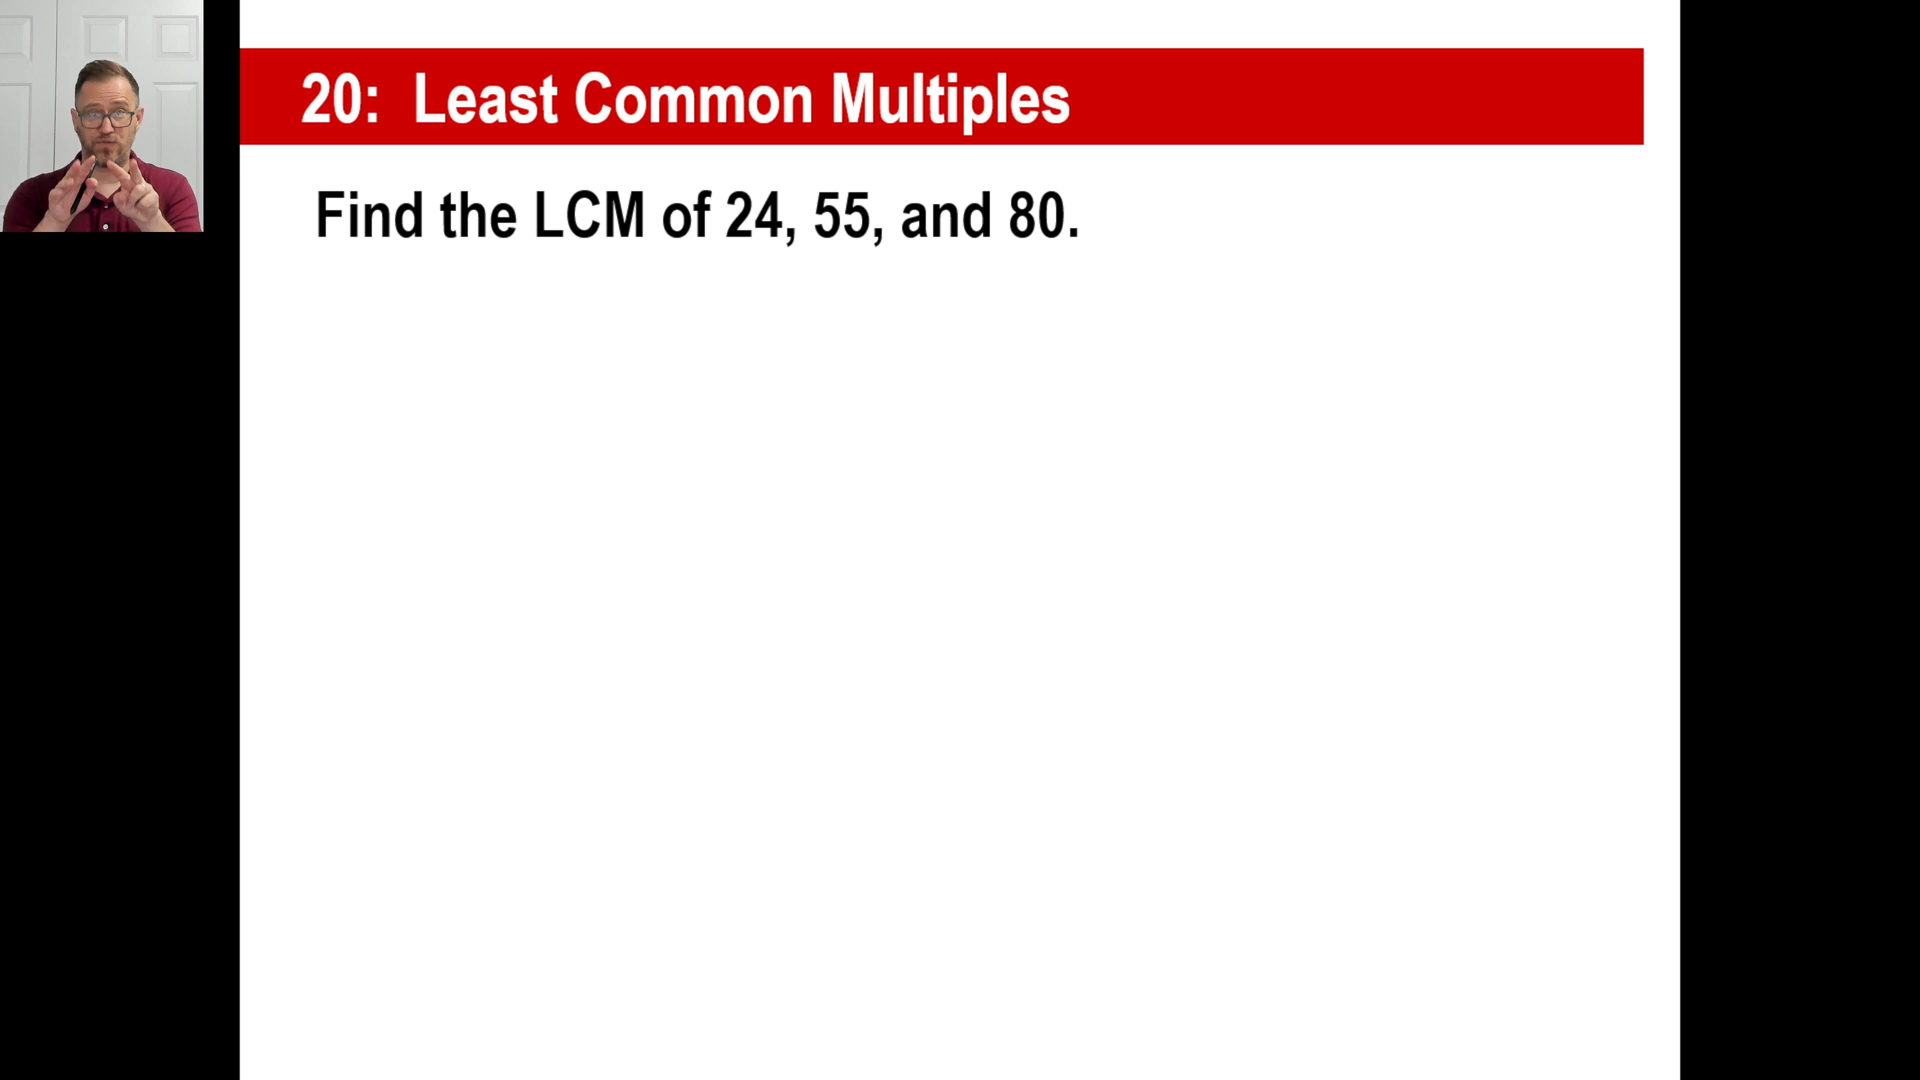 20: Least Common Multiples
Find the LCM of 24, 55, and 80.